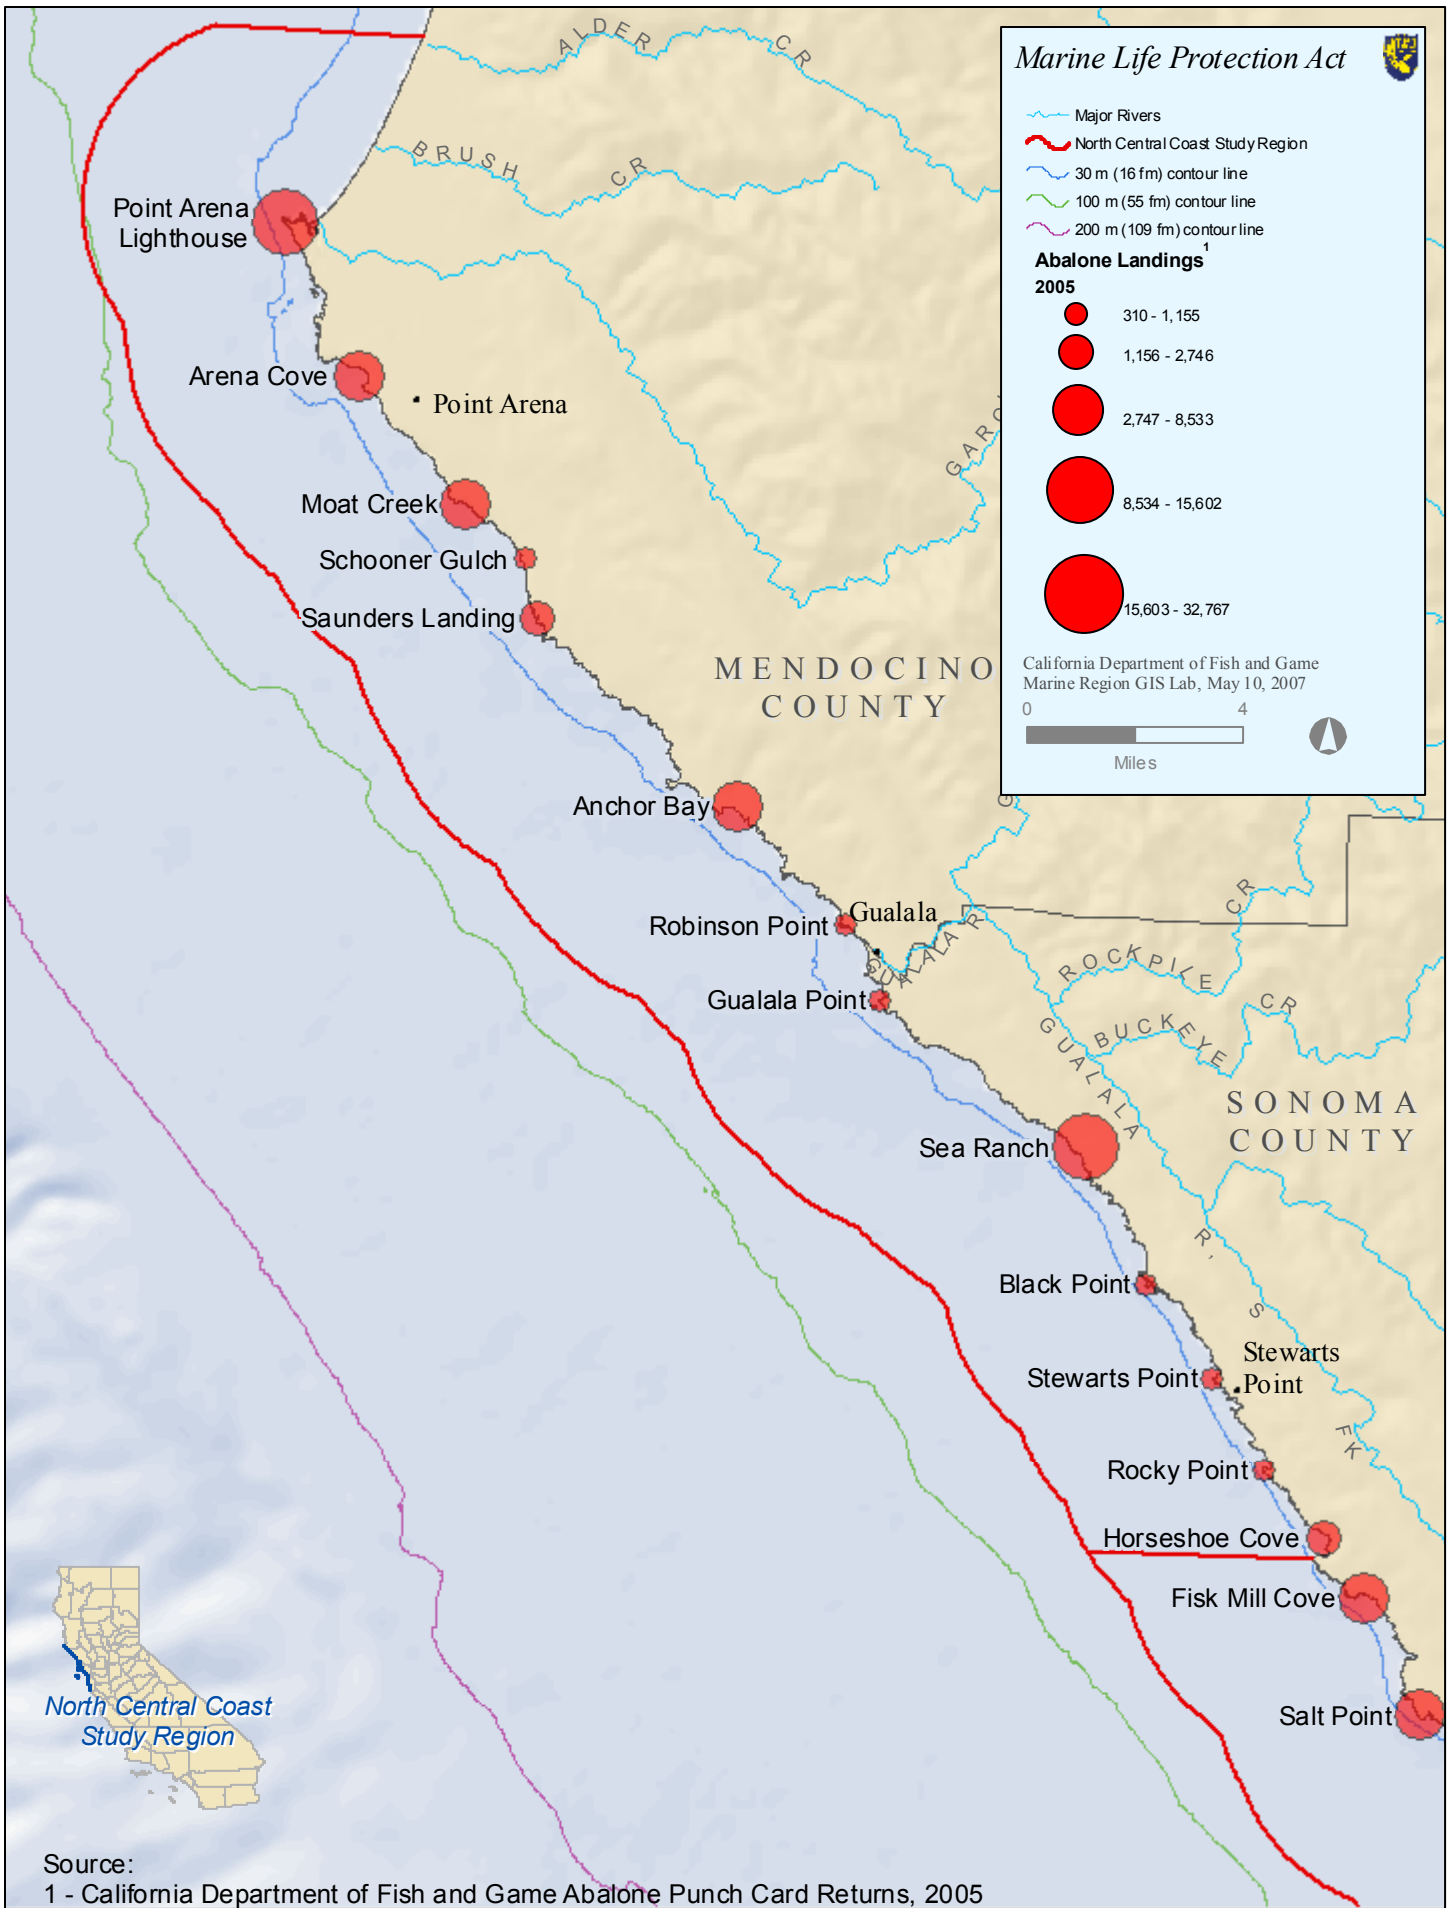 ALDER CR
BRUSH CR
Point Arena
Lighthouse
Arena Cove
Point Arena
Moat Creek
Schooner Gulch
Saunders Landing
MENDOCINO
COUNTY
Anchor Bay
Robinson Point
Gualala
GUALALA R
Gualala Point
ROCKPILE CR
BUCKEYE CR
GUALALA R, S FK
SONOMA
COUNTY
Sea Ranch
Black Point
Stewarts Point
Stewarts
Point
Rocky Point
Horseshoe Cove
Fisk Mill Cove
Salt Point
Marine Life Protection Act
Major Rivers
North Central Coast Study Region
30 m (16 fm) contour line
100 m (55 fm) contour line
200 m (109 fm) contour line
Abalone Landings1
2005
310 - 1,155
1,156 - 2,746
2,747 - 8,533
8,534 - 15,602
15,603 - 32,767
California Department of Fish and Game
Marine Region GIS Lab, May 10, 2007
0 4
Miles
North Central Coast
Study Region
Source:
1 - California Department of Fish and Game Abalone Punch Card Returns, 2005